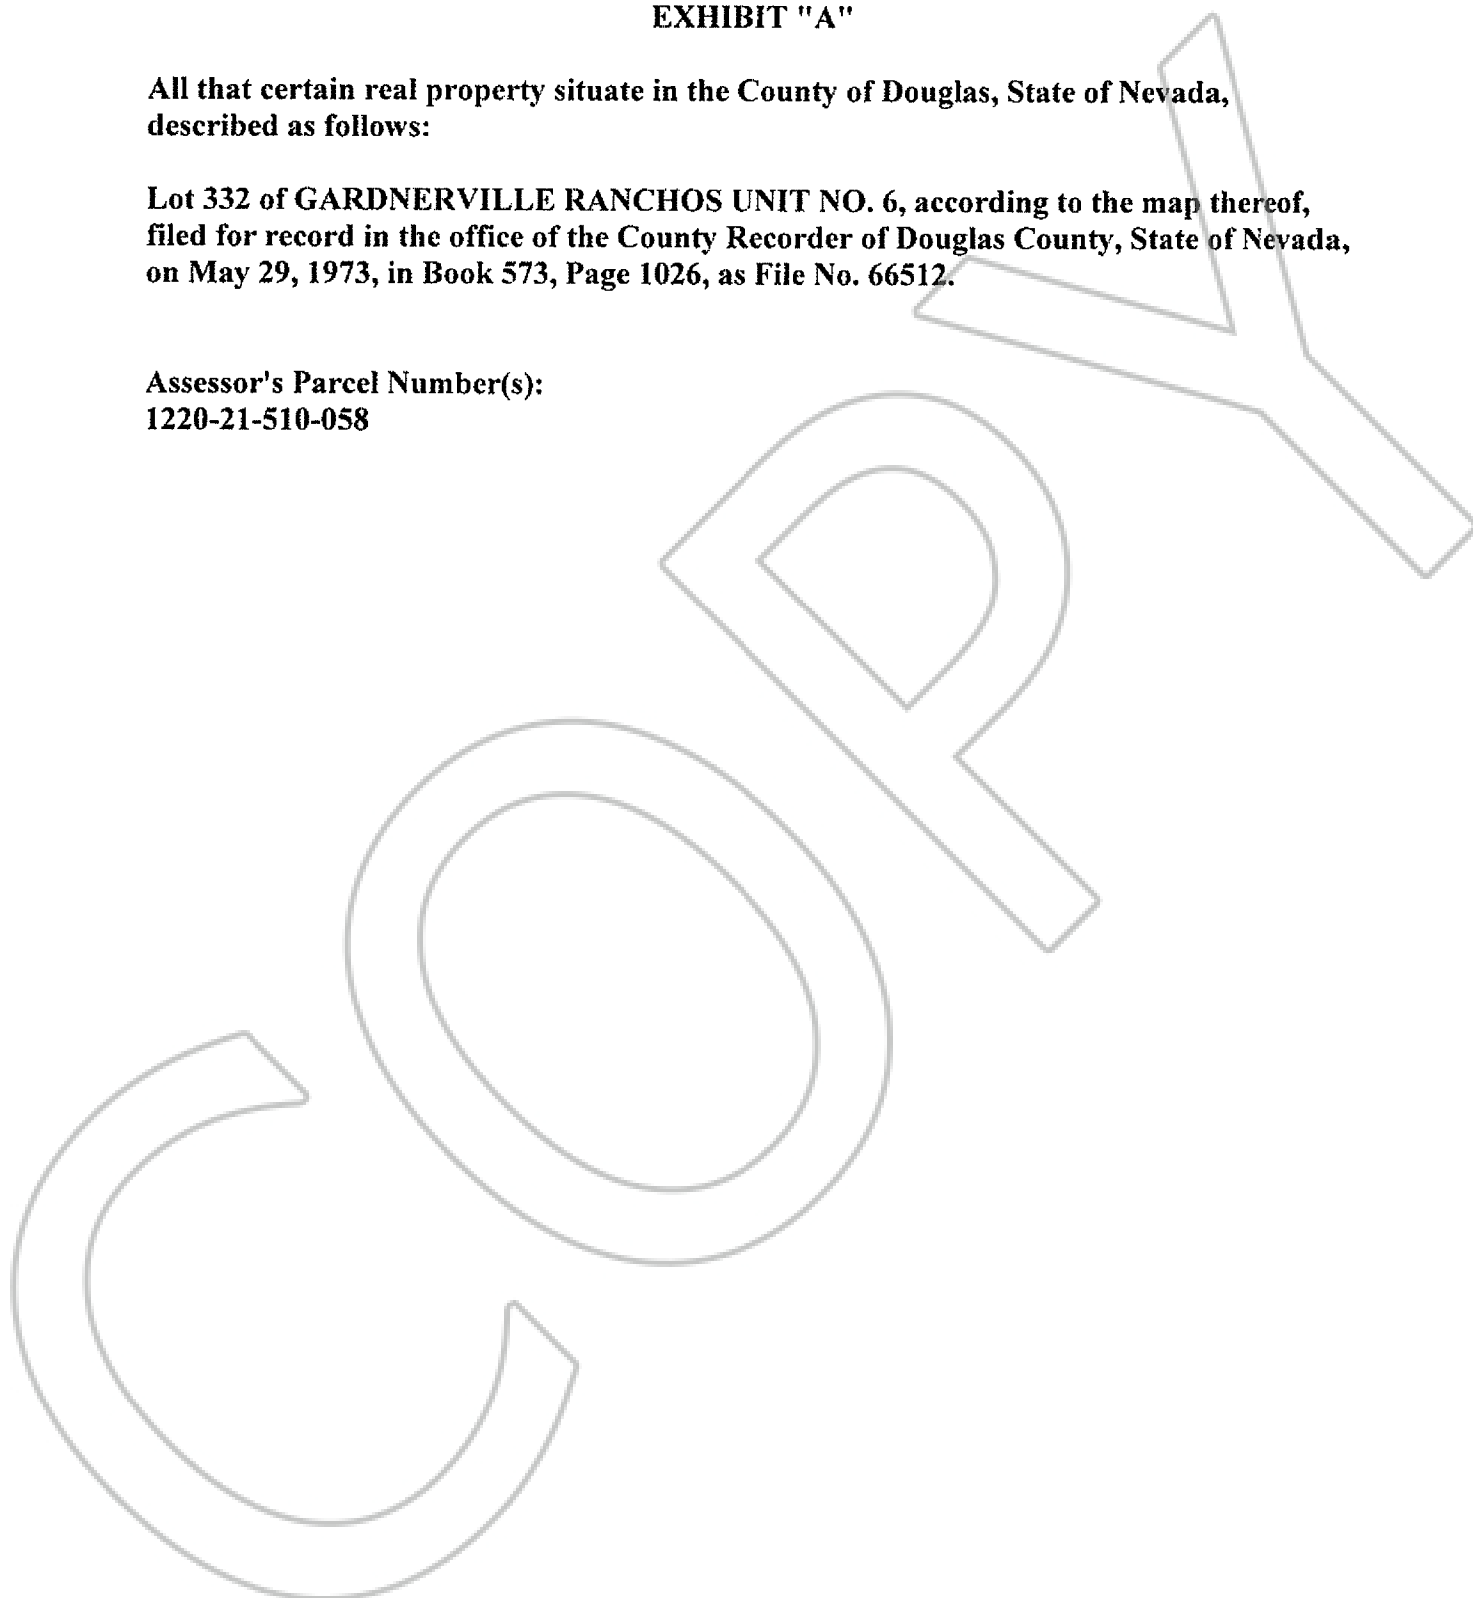 EXHIBIT "A"
All that certain real property situate in the County of Douglas, State of Nevada,
described as follows:
Lot 332 of GARDNERVILLE RANCHOS UNIT NO. 6, according to the map thereof,
filed for record in the office of the County Recorder of Douglas County, State of Nevada,
on May 29, 1973, in Book 573, Page 1026, as File No. 66512.
Assessor's Parcel Number(s):
1220-21-510-058
COPY